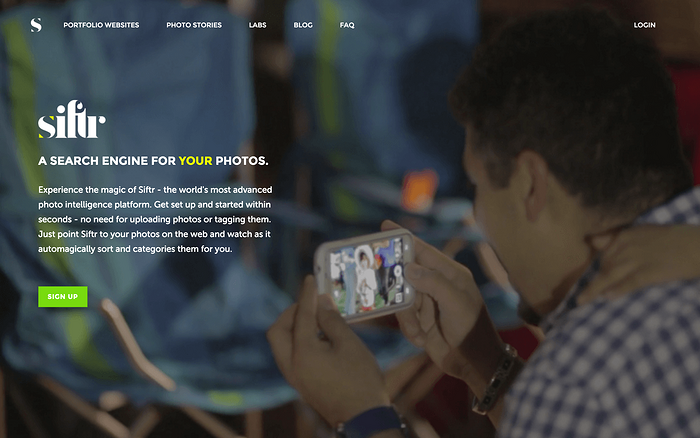 S PORTFOLIO WEBSITES PHOTO STORIES LABS BLOG FAQ LOGIN
siftr
A SEARCH ENGINE FOR YOUR PHOTOS.
Experience the magic of Siftr - the world's most advanced
photo intelligence platform. Get set up and started within
seconds - no need for uploading photos or tagging them.
Just point Siftr to your photos on the web and watch as it
automagically sort and categories them for you.
SIGN UP